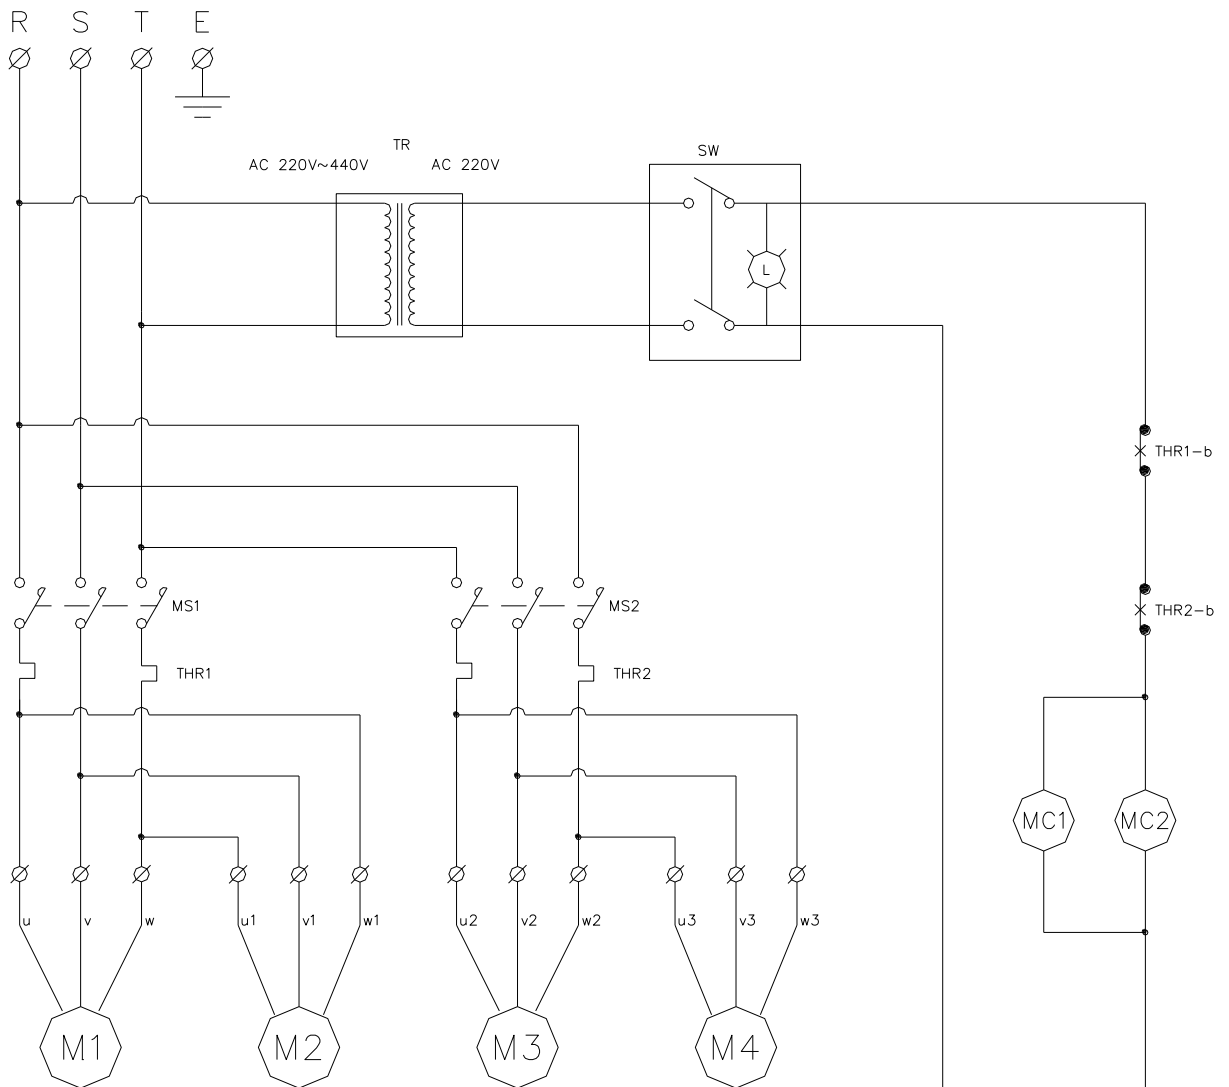 R S T E
TR
SW
AC 220V~440V AC 220V
L
THR1-b
MS1 MS2 THR2-b
THR1 THR2
MC1 MC2
u v w u1 v1 w1 u2 v2 w2 u3 v3 w3
M1 M2 M3 M4